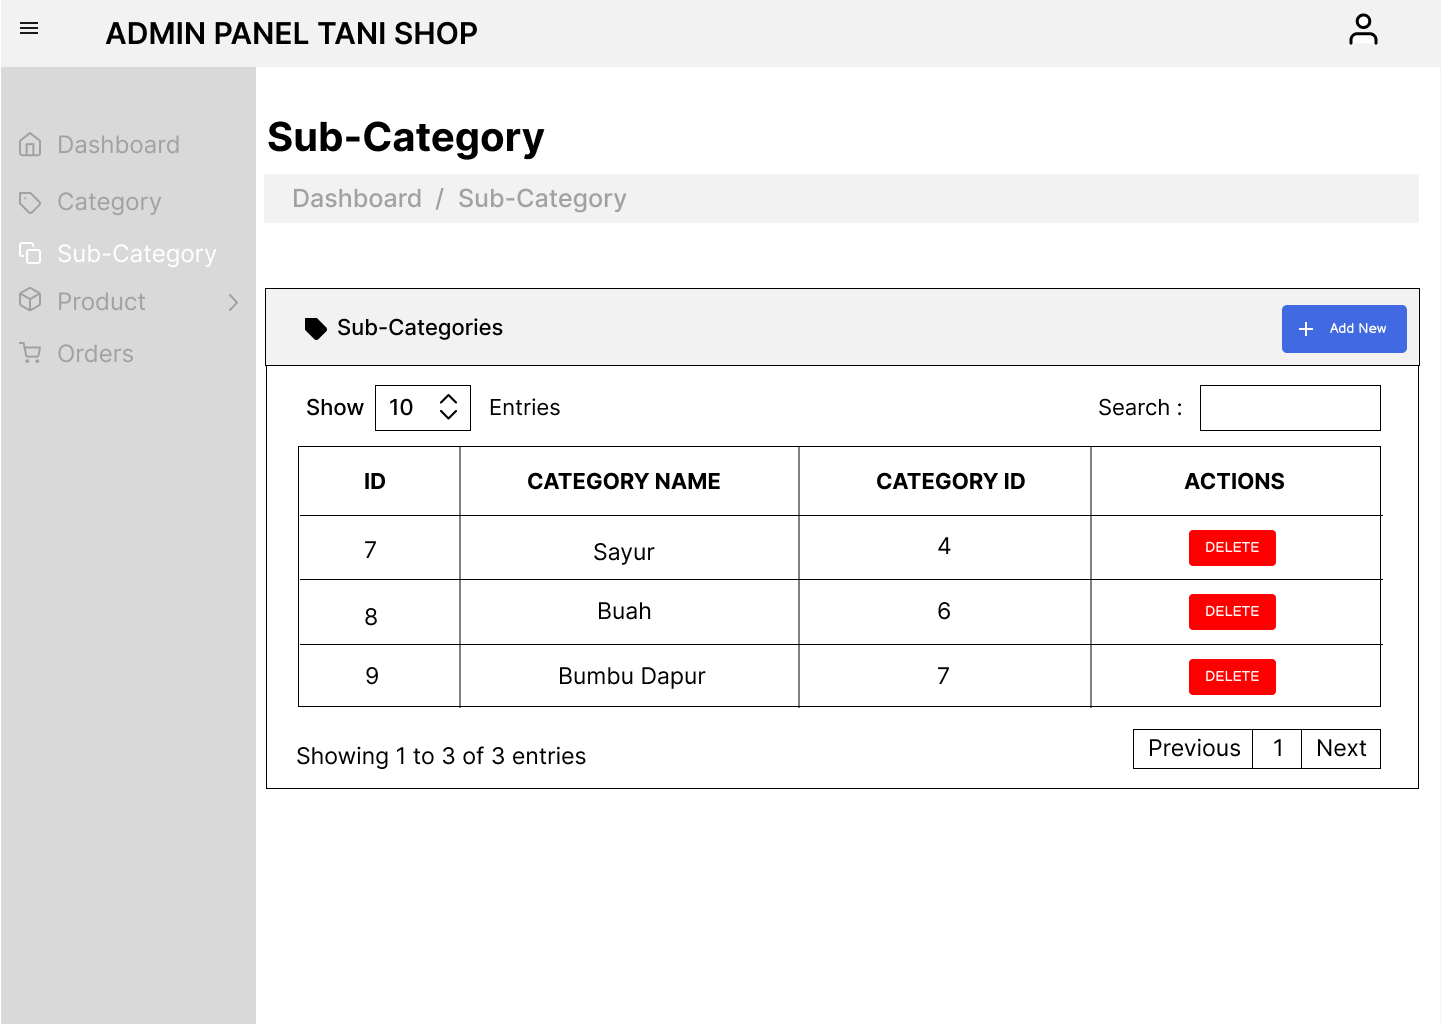 ADMIN PANEL TANI SHOP
Dashboard
Category
Sub-Category
Product
Orders
Sub-Category
Dashboard / Sub-Category
Sub-Categories
Add New
Show 10 Entries
Search :
ID CATEGORY NAME CATEGORY ID ACTIONS
7 Sayur 4 DELETE
8 Buah 6 DELETE
9 Bumbu Dapur 7 DELETE
Showing 1 to 3 of 3 entries
Previous 1 Next